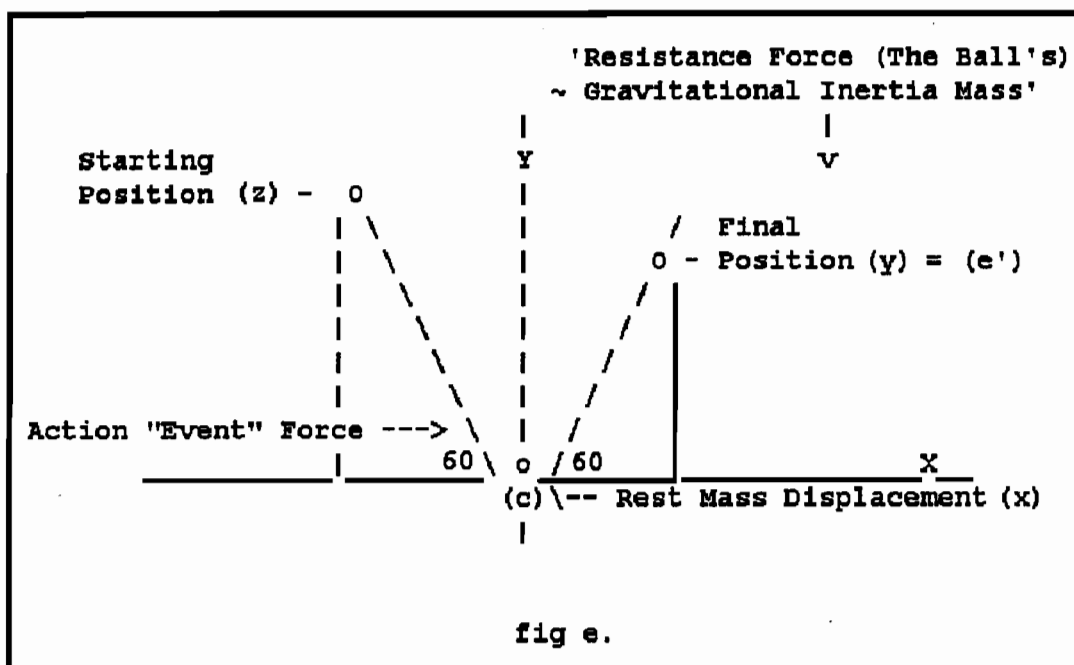 'Resistance Force (The Ball's)
~ Gravitational Inertia Mass'
Y
v
Starting
Position (z) - O
Final
O - Position (y) = (e')
Action "Event" Force --->
60 \ o / 60
X
(c) \-- Rest Mass Displacement (x)
fig e.